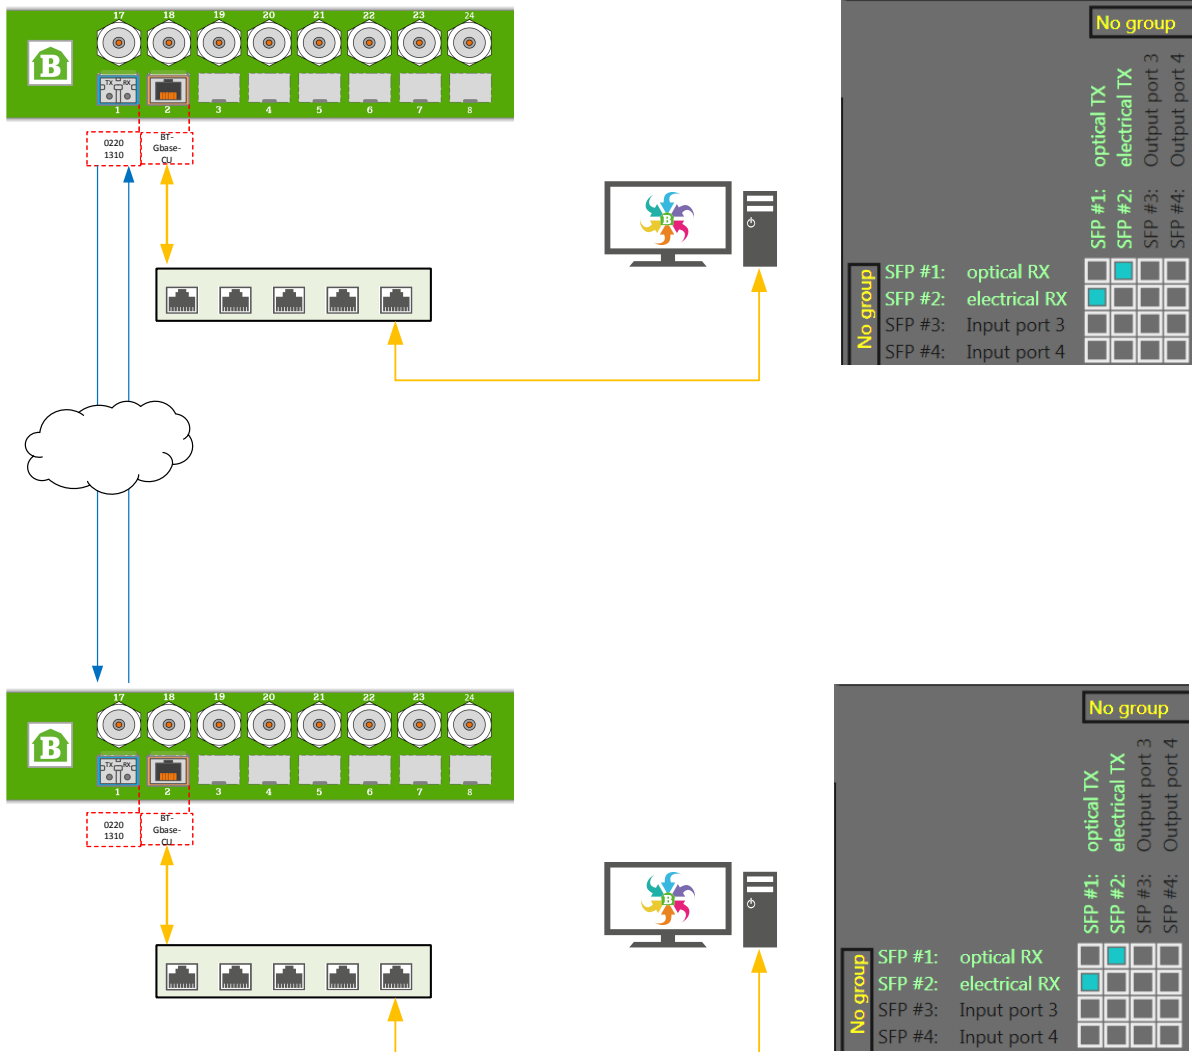 17 18 19 20 21 22 23 24
B
TX RX
1 2 3 4 5 6 7 8
0220
1310
BT-
Gbase-
CU
B
No group
SFP #1: optical TX
SFP #2: electrical TX
SFP #3: Output port 3
SFP #4: Output port 4
No group
SFP #1: optical RX
SFP #2: electrical RX
SFP #3: Input port 3
SFP #4: Input port 4
17 18 19 20 21 22 23 24
B
TX RX
1 2 3 4 5 6 7 8
0220
1310
BT-
Gbase-
CU
B
No group
SFP #1: optical TX
SFP #2: electrical TX
SFP #3: Output port 3
SFP #4: Output port 4
No group
SFP #1: optical RX
SFP #2: electrical RX
SFP #3: Input port 3
SFP #4: Input port 4